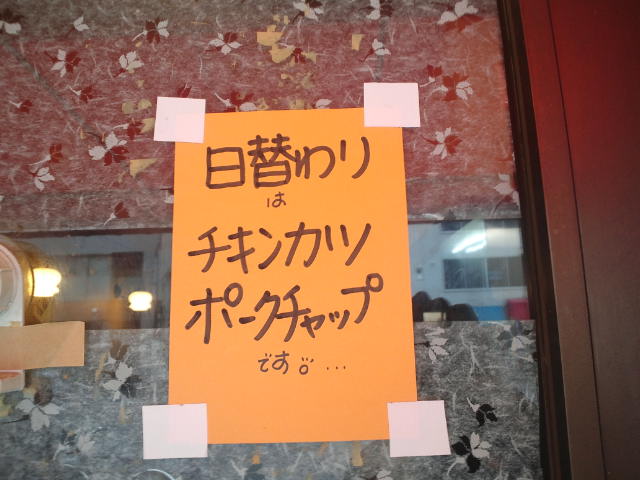 日替わり
は
チキンカツ
ポークチャップ
です。...